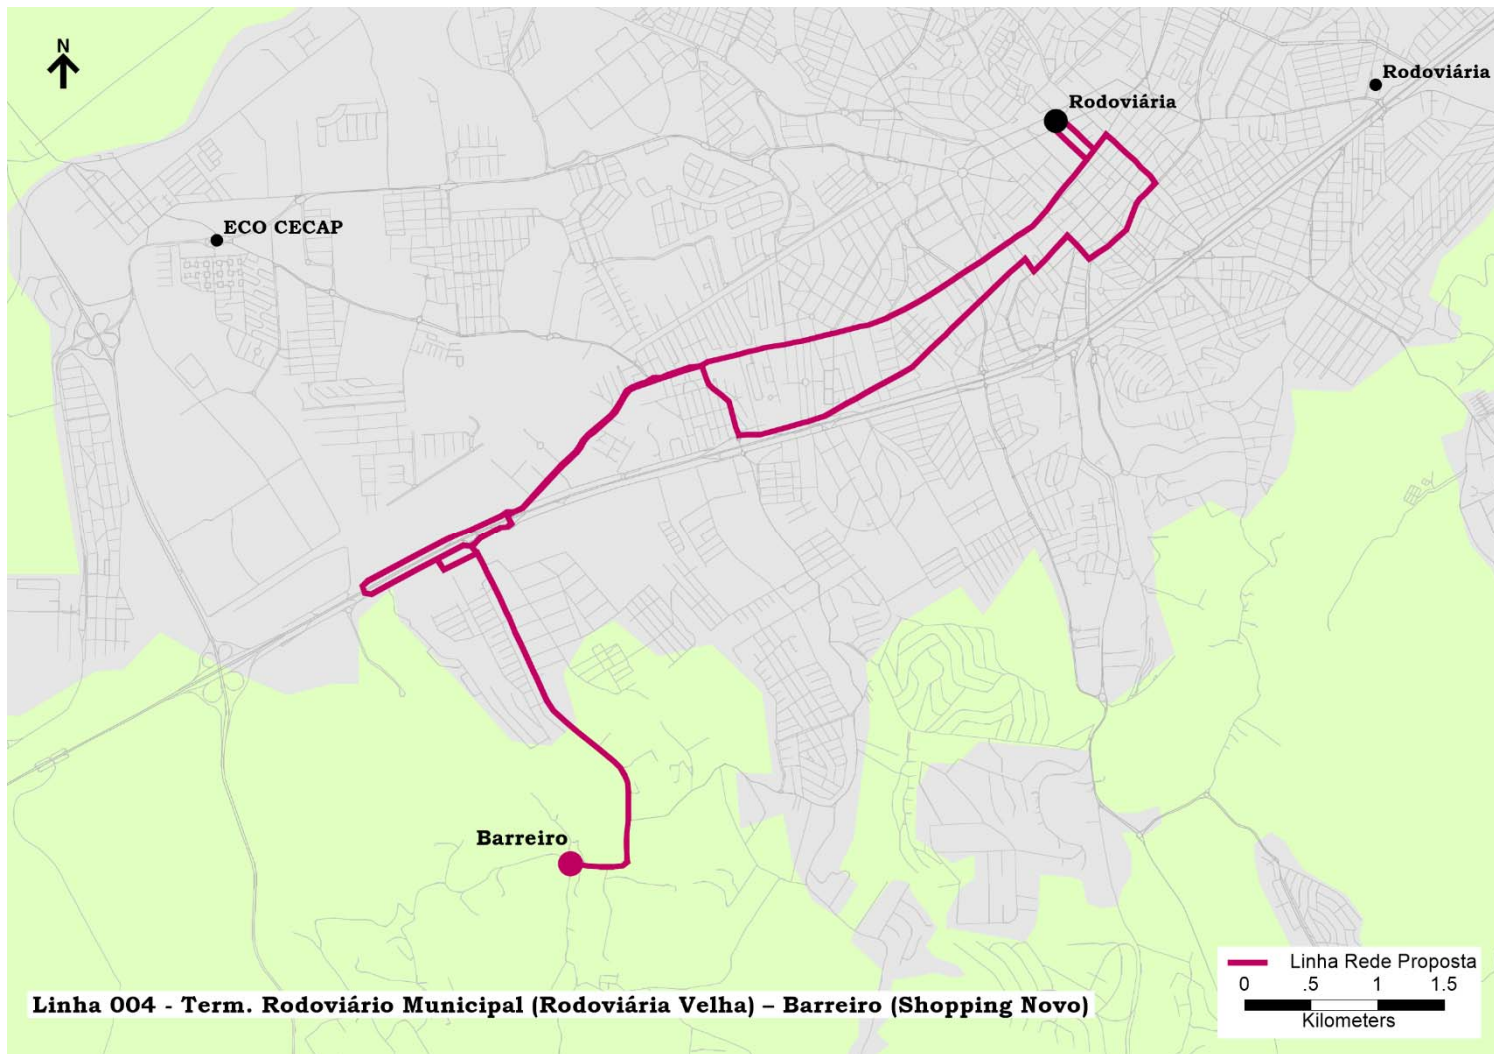 N
Rodoviária
Rodoviária
ECO CECAP
Barreiro
Linha Rede Proposta
0 .5 1 1.5
Kilometers
Linha 004 - Term. Rodoviário Municipal (Rodoviária Velha) – Barreiro (Shopping Novo)